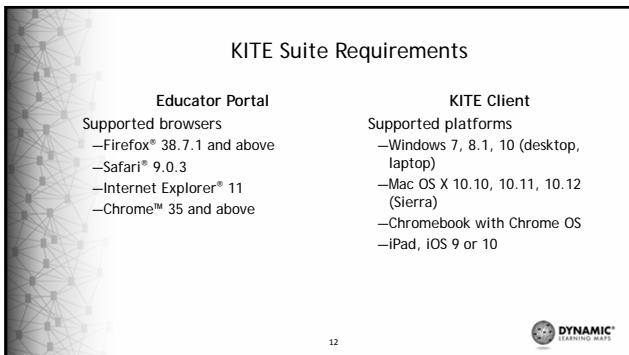 KITE Suite Requirements
Educator Portal
Supported browsers
—Firefox® 38.7.1 and above
—Safari® 9.0.3
—Internet Explorer® 11
—Chrome™ 35 and above
KITE Client
Supported platforms
—Windows 7, 8.1, 10 (desktop,
laptop)
—Mac OS X 10.10, 10.11, 10.12
(Sierra)
—Chromebook with Chrome OS
—iPad, iOS 9 or 10
12
DYNAMIC®
LEARNING MAPS